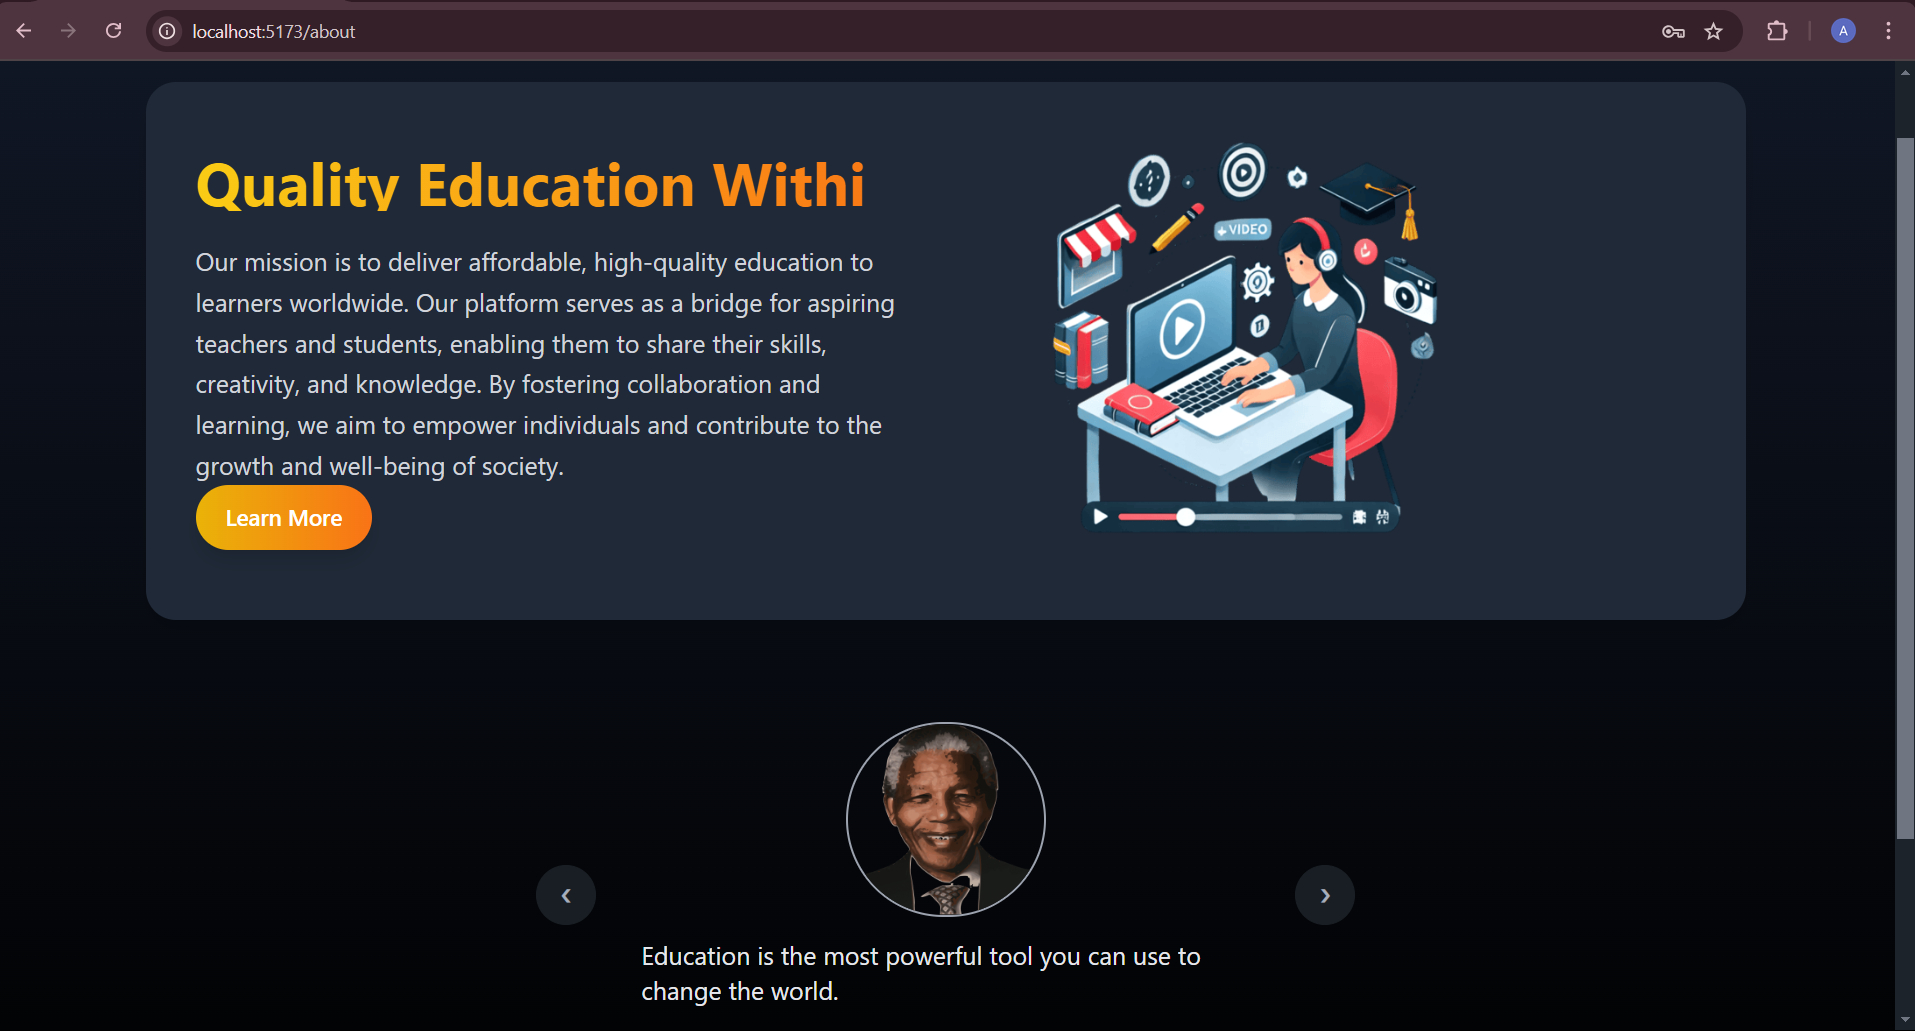 localhost:5173/about
A
Quality Education Withi
Our mission is to deliver affordable, high-quality education to
learners worldwide. Our platform serves as a bridge for aspiring
teachers and students, enabling them to share their skills,
creativity, and knowledge. By fostering collaboration and
learning, we aim to empower individuals and contribute to the
growth and well-being of society.
Learn More
+ VIDEO
Education is the most powerful tool you can use to
change the world.